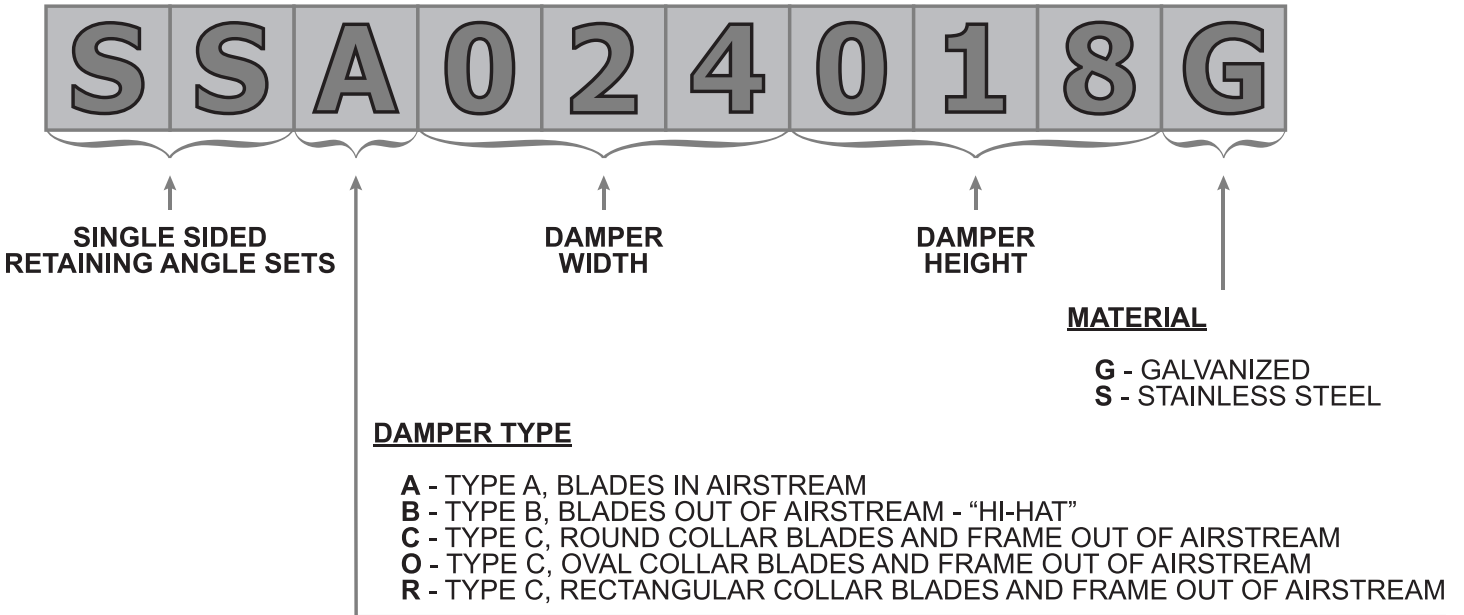 SSA024018G
SINGLE SIDED
RETAINING ANGLE SETS
DAMPER
WIDTH
DAMPER
HEIGHT
MATERIAL
G - GALVANIZED
S - STAINLESS STEEL
DAMPER TYPE
A - TYPE A, BLADES IN AIRSTREAM
B - TYPE B, BLADES OUT OF AIRSTREAM - “HI-HAT”
C - TYPE C, ROUND COLLAR BLADES AND FRAME OUT OF AIRSTREAM
O - TYPE C, OVAL COLLAR BLADES AND FRAME OUT OF AIRSTREAM
R - TYPE C, RECTANGULAR COLLAR BLADES AND FRAME OUT OF AIRSTREAM